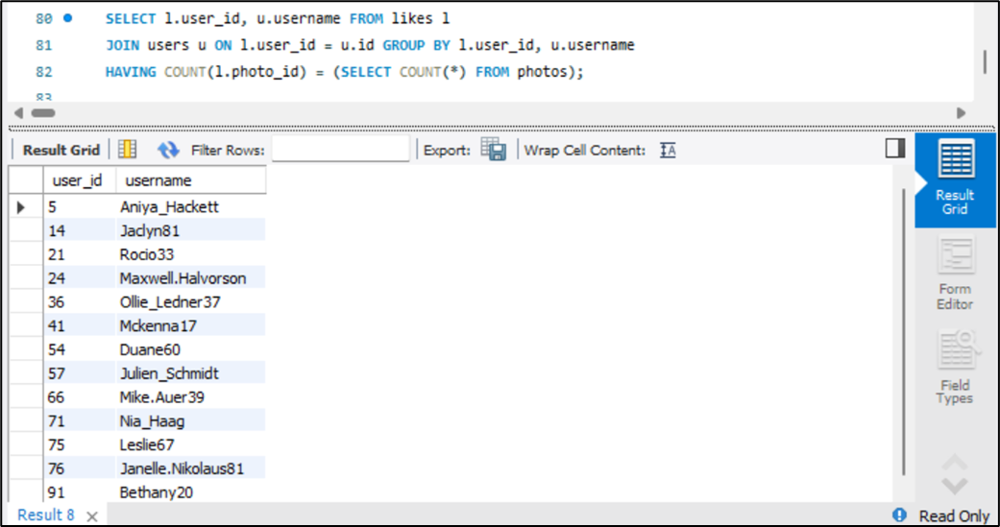 80 SELECT l.user_id, u.username FROM likes l
81 JOIN users u ON l.user_id = u.id GROUP BY l.user_id, u.username
82 HAVING COUNT(l.photo_id) = (SELECT COUNT(*) FROM photos);
83
Result Grid Filter Rows: Export: Wrap Cell Content: IA
user_id username
5 Aniya_Hackett
14 Jaclyn81
21 Rocio33
24 Maxwell.Halvorson
36 Ollie_Ledner37
41 Mckenna17
54 Duane60
57 Julien_Schmidt
66 Mike.Auer39
71 Nia_Haag
75 Leslie67
76 Janelle.Nikolaus81
91 Bethany20
Result
Grid
Form
Editor
Field
Types
Result 8
Read Only